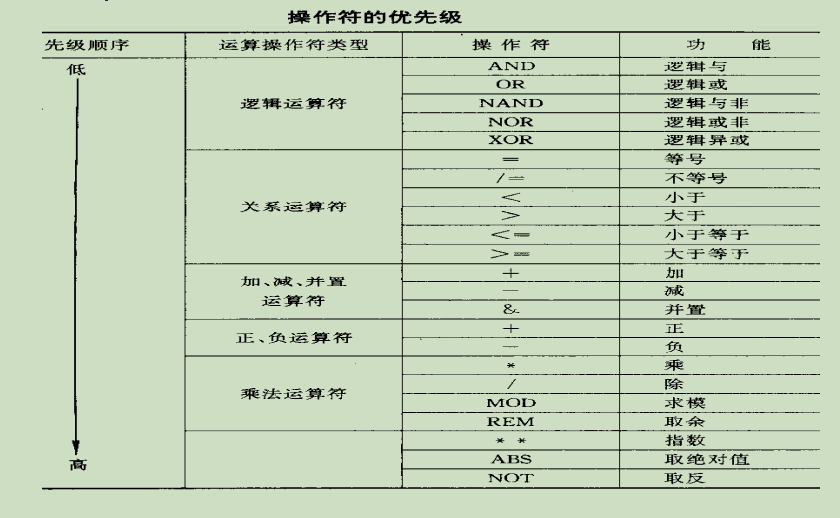 操作符的优先级
先级顺序 运算操作符类型 操作符 功能
低 逻辑运算符 AND 逻辑与
OR 逻辑或
NAND 逻辑与非
NOR 逻辑或非
XOR 逻辑异或
关系运算符 = 等号
/= 不等号
< 小于
> 大于
<= 小于等于
>= 大于等于
加、减、并置运算符 + 加
- 减
& 并置
正、负运算符 + 正
- 负
乘法运算符 * 乘
/ 除
MOD 求模
REM 取余
* * 指数
高 ABS 取绝对值
NOT 取反